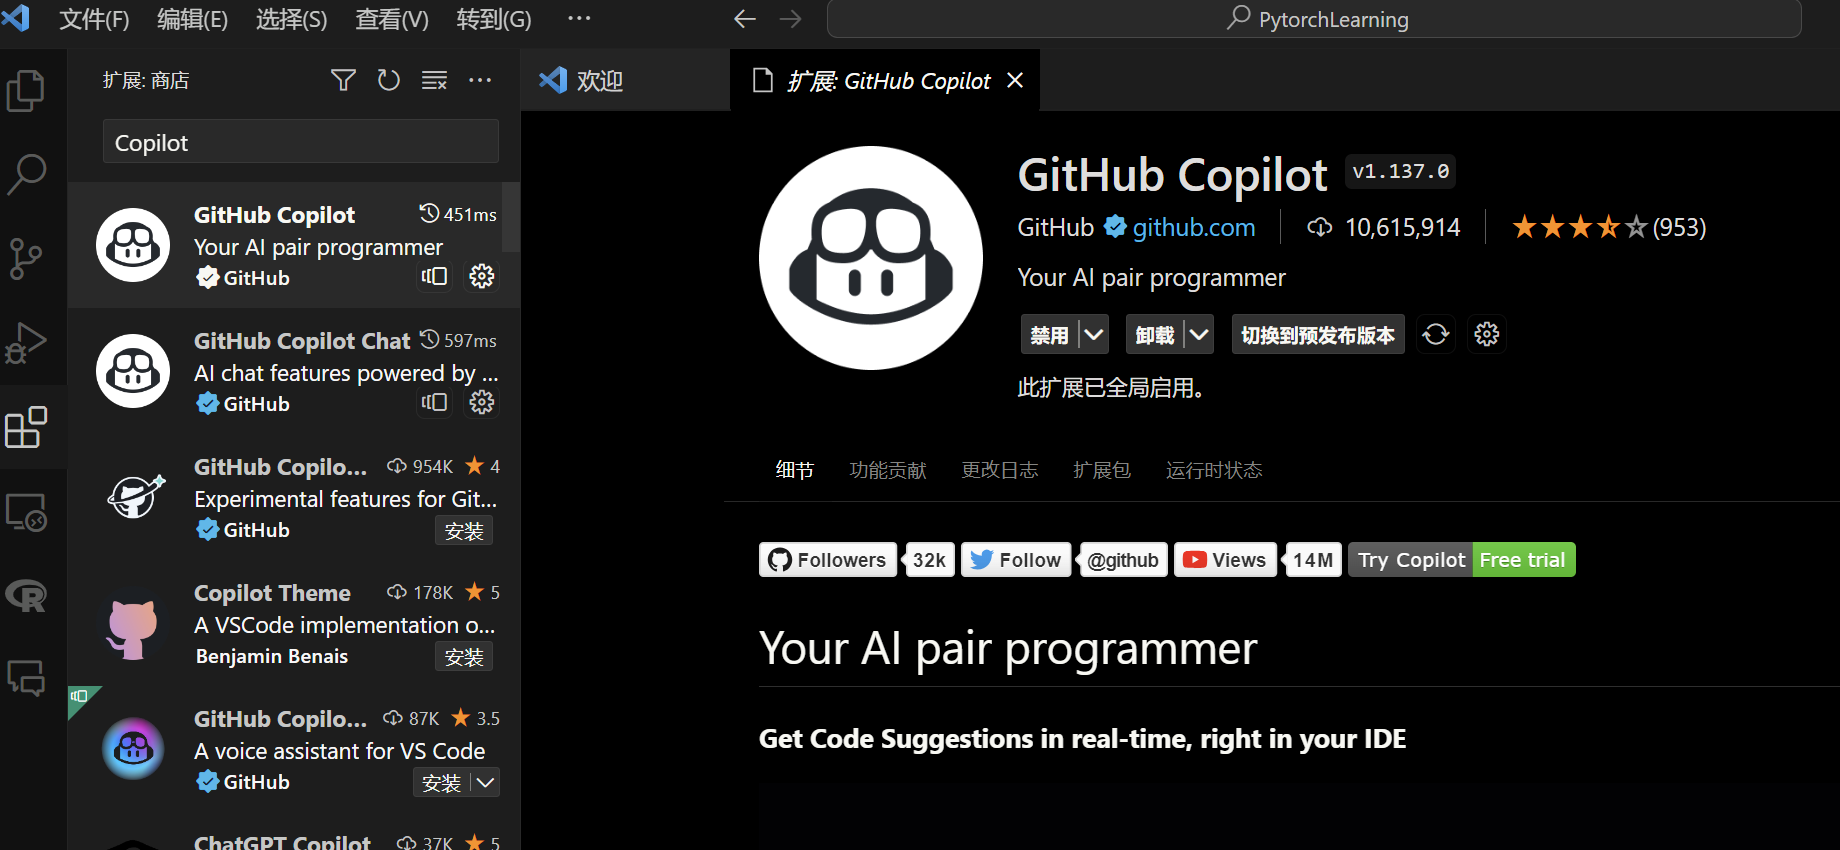 文件(F) 编辑(E) 选择(S) 查看(V) 转到(G) ··· PytorchLearning
扩展: 商店
Copilot
GitHub Copilot 451ms
Your AI pair programmer
GitHub
GitHub Copilot Chat 597ms
AI chat features powered by ...
GitHub
GitHub Copilo... 954K 4
Experimental features for Git...
GitHub 安装
Copilot Theme 178K 5
A VSCode implementation o...
Benjamin Benais 安装
GitHub Copilo... 87K 3.5
A voice assistant for VS Code
GitHub 安装
ChatGPT Copilot 37K 5
欢迎 扩展: GitHub Copilot
GitHub Copilot v1.137.0
GitHub github.com 10,615,914 (953)
Your AI pair programmer
禁用 卸载 切换到预发布版本
此扩展已全局启用。
细节 功能贡献 更改日志 扩展包 运行时状态
Followers 32k Follow @github Views 14M Try Copilot Free trial
Your AI pair programmer
Get Code Suggestions in real-time, right in your IDE